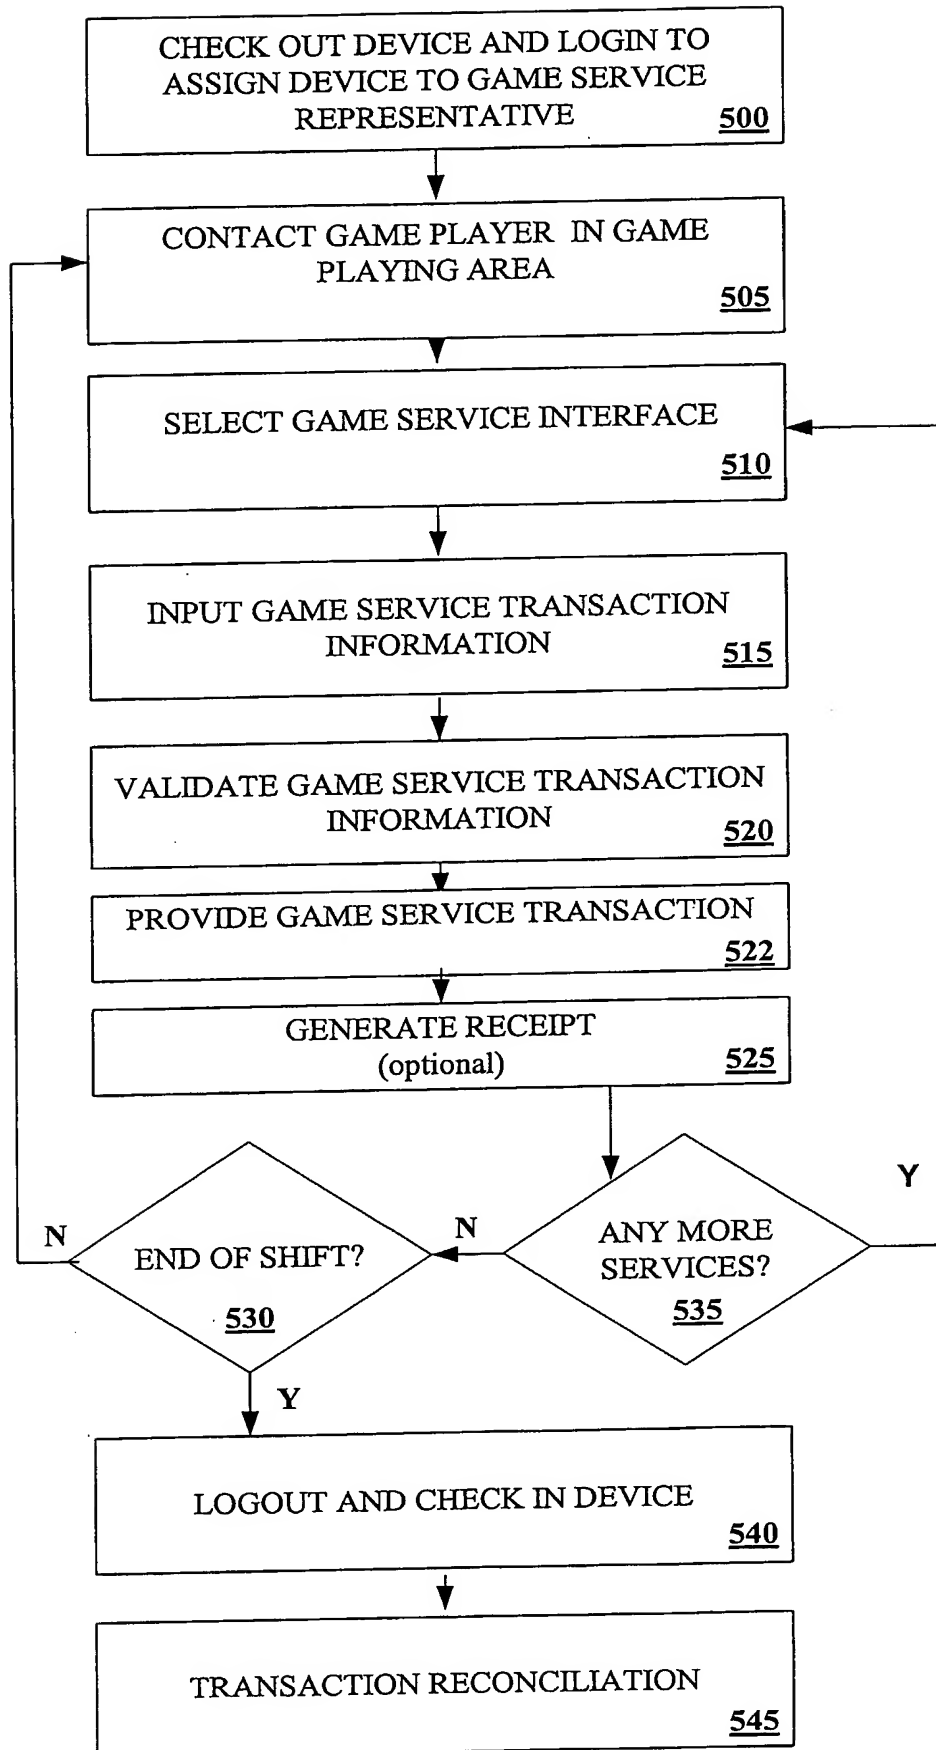 CHECK OUT DEVICE AND LOGIN TO
ASSIGN DEVICE TO GAME SERVICE
REPRESENTATIVE
500
CONTACT GAME PLAYER IN GAME
PLAYING AREA
505
SELECT GAME SERVICE INTERFACE
510
INPUT GAME SERVICE TRANSACTION
INFORMATION
515
VALIDATE GAME SERVICE TRANSACTION
INFORMATION
520
PROVIDE GAME SERVICE TRANSACTION
522
GENERATE RECEIPT
(optional)
525
Y
N
N
ANY MORE
SERVICES?
535
END OF SHIFT?
530
Y
LOGOUT AND CHECK IN DEVICE
540
TRANSACTION RECONCILIATION
545